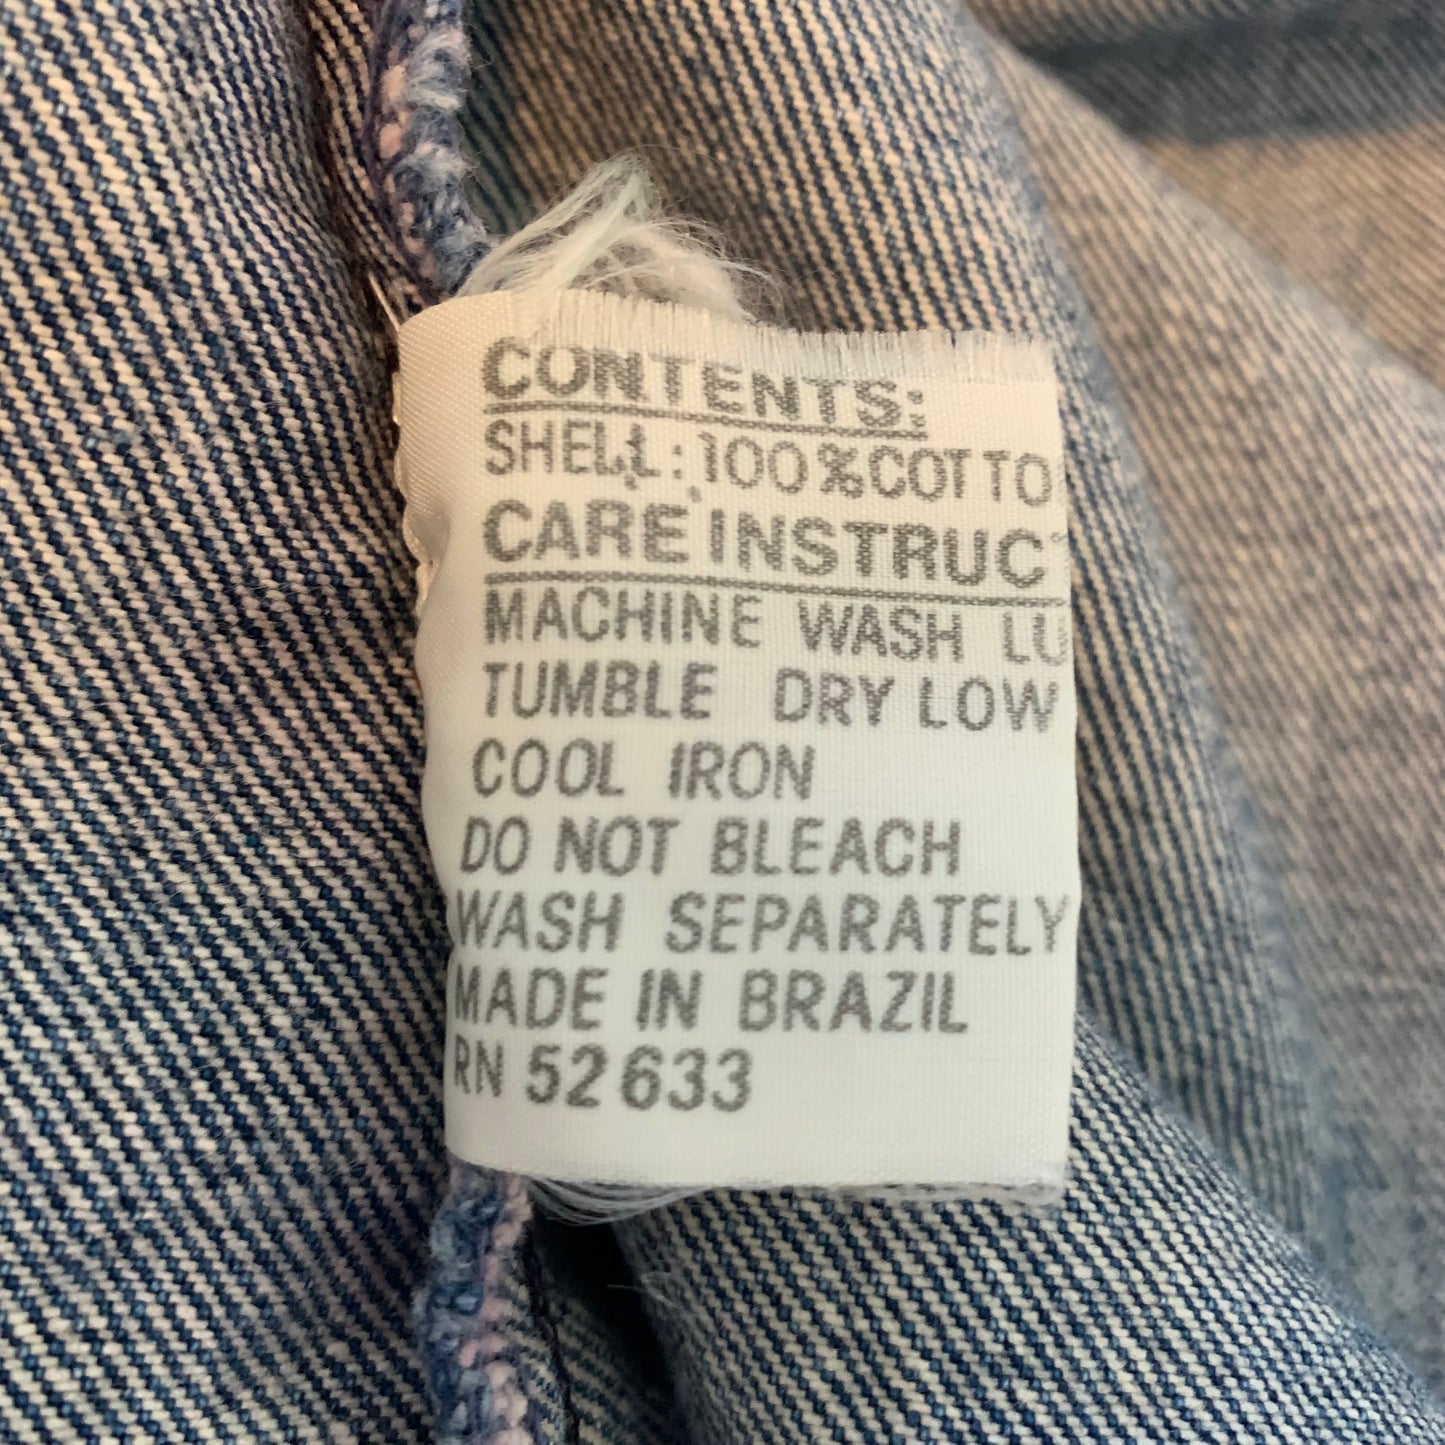 CONTENTS:
SHELL: 100% COTTO
CARE INSTRUC
MACHINE WASH
TUMBLE DRY LOW
COOL IRON
DO NOT BLEACH
WASH SEPARATELY
MADE IN BRAZIL
RN 52633